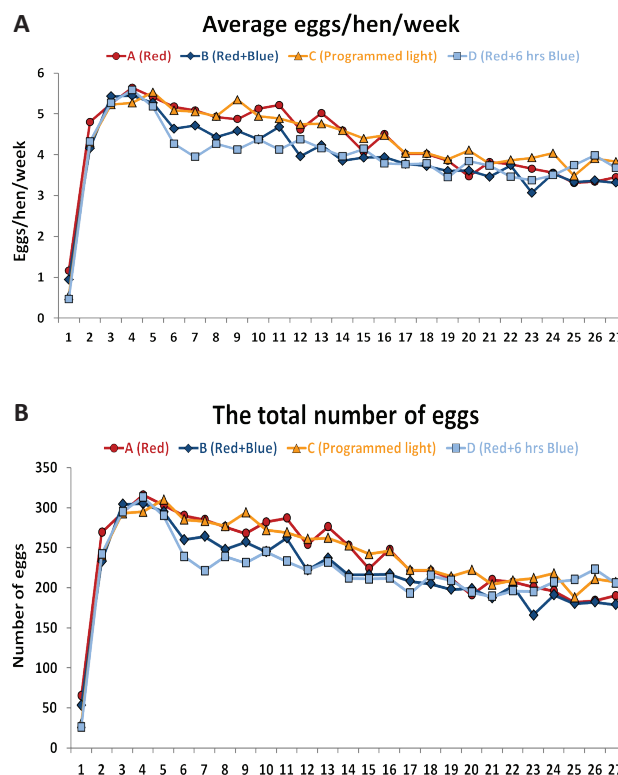 A
Average eggs/hen/week
A (Red) B (Red+Blue) C (Programmed light) D (Red+6 hrs Blue)
Eggs/hen/week
6
5
4
3
2
1
0
1 2 3 4 5 6 7 8 9 10 11 12 13 14 15 16 17 18 19 20 21 22 23 24 25 26 27
B
The total number of eggs
A (Red) B (Red+Blue) C (Programmed light) D (Red+6 hrs Blue)
Number of eggs
350
300
250
200
150
100
50
0
1 2 3 4 5 6 7 8 9 10 11 12 13 14 15 16 17 18 19 20 21 22 23 24 25 26 27